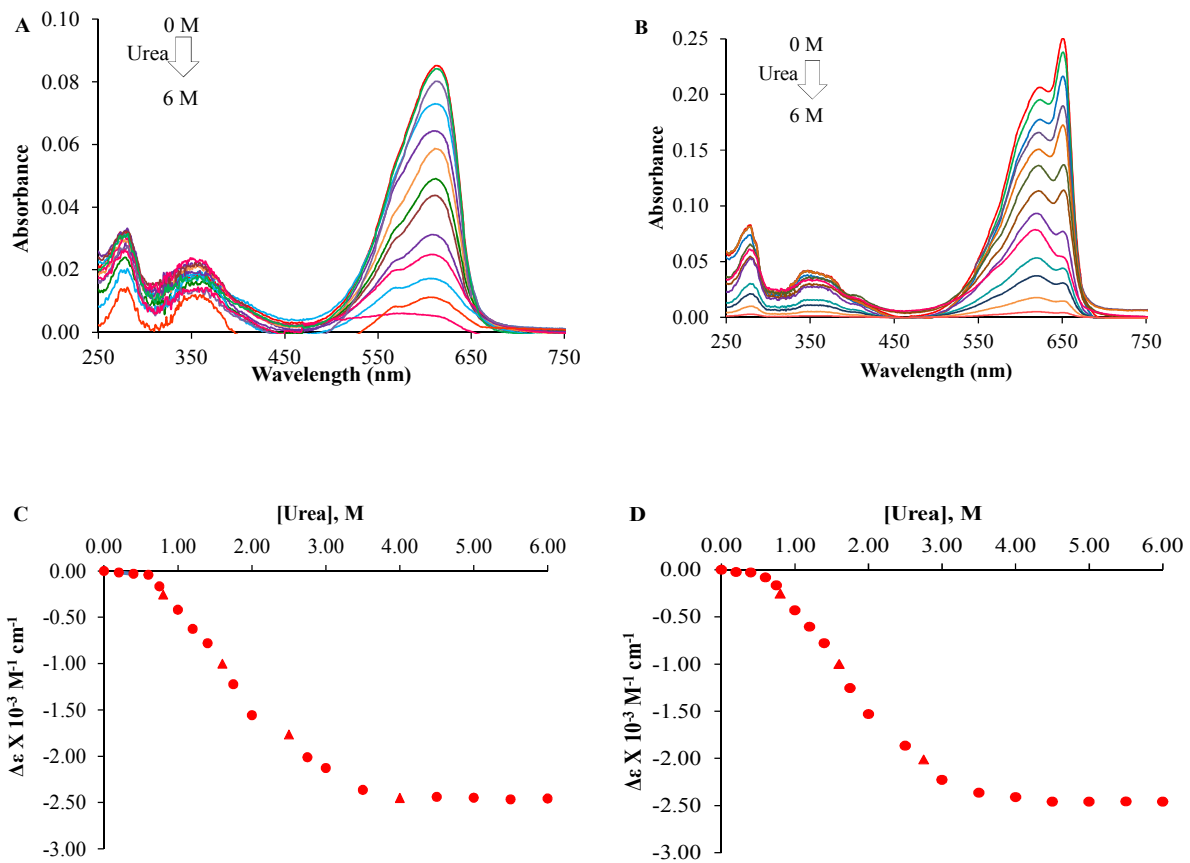 A
0 M
Urea
6 M
0.10
0.08
0.06
0.04
0.02
0.00
Absorbance
250 350 450 550 650 750
Wavelength (nm)
B
0 M
Urea
6 M
0.25
0.20
0.15
0.10
0.05
0.00
Absorbance
250 350 450 550 650 750
Wavelength (nm)
C
[Urea], M
0.00 1.00 2.00 3.00 4.00 5.00 6.00
0.00
-0.50
-1.00
-1.50
-2.00
-2.50
-3.00
Δε X 10⁻³ M⁻¹ cm⁻¹
D
[Urea], M
0.00 1.00 2.00 3.00 4.00 5.00 6.00
0.00
-0.50
-1.00
-1.50
-2.00
-2.50
-3.00
Δε X 10⁻³ M⁻¹ cm⁻¹